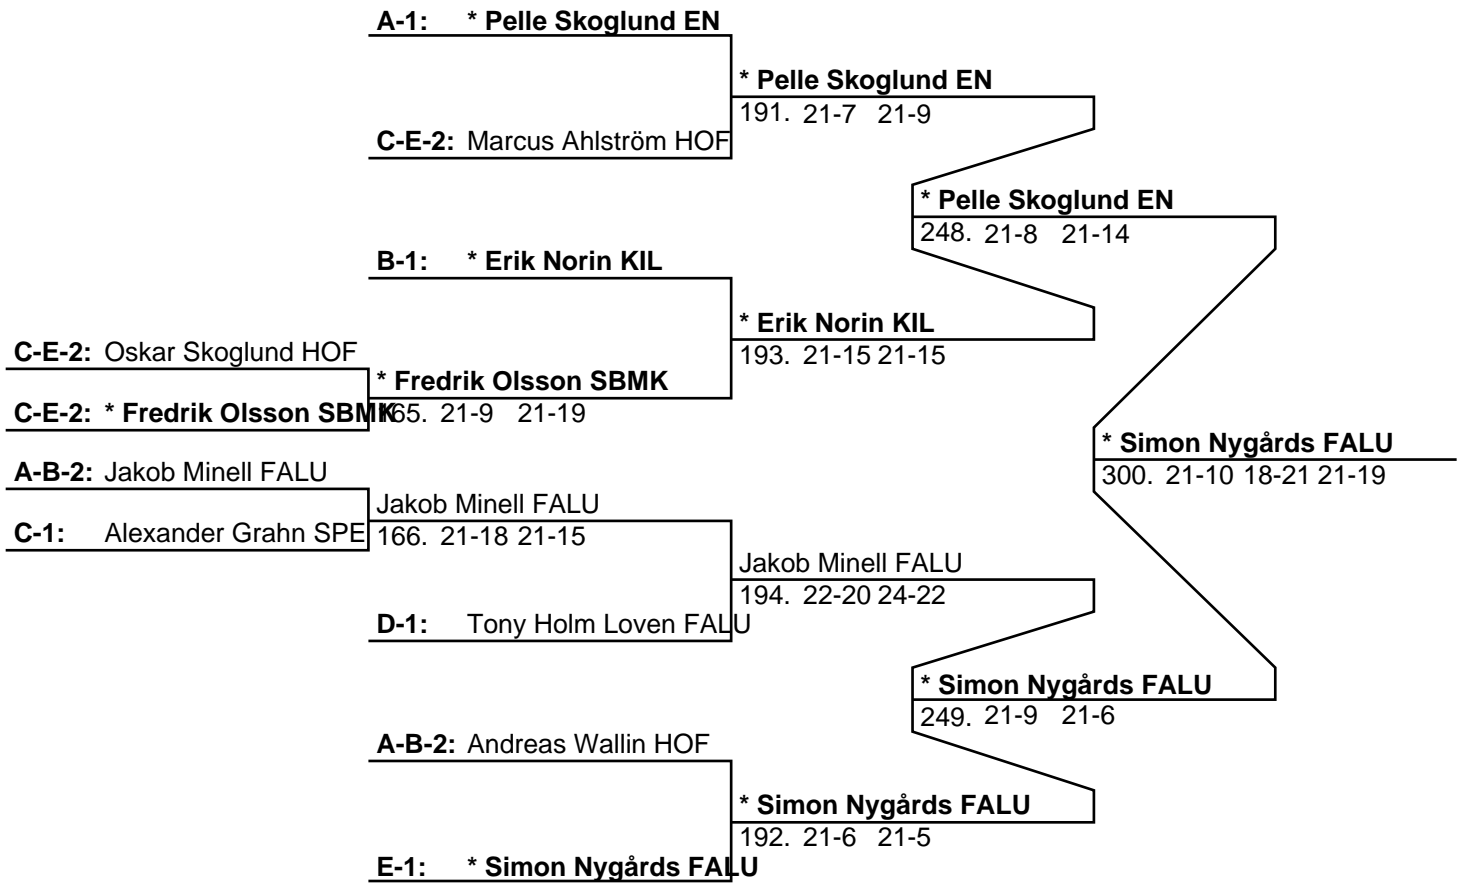 A-1: * Pelle Skoglund EN
* Pelle Skoglund EN
191. 21-7 21-9
C-E-2: Marcus Ahlström HOF
* Pelle Skoglund EN
248. 21-8 21-14
B-1: * Erik Norin KIL
* Erik Norin KIL
193. 21-15 21-15
C-E-2: Oskar Skoglund HOF
* Fredrik Olsson SBMK
C-E-2: * Fredrik Olsson SBMK
165. 21-9 21-19
* Simon Nygårds FALU
300. 21-10 18-21 21-19
A-B-2: Jakob Minell FALU
Jakob Minell FALU
C-1: Alexander Grahn SPE
166. 21-18 21-15
Jakob Minell FALU
194. 22-20 24-22
D-1: Tony Holm Loven FALU
* Simon Nygårds FALU
249. 21-9 21-6
A-B-2: Andreas Wallin HOF
* Simon Nygårds FALU
192. 21-6 21-5
E-1: * Simon Nygårds FALU